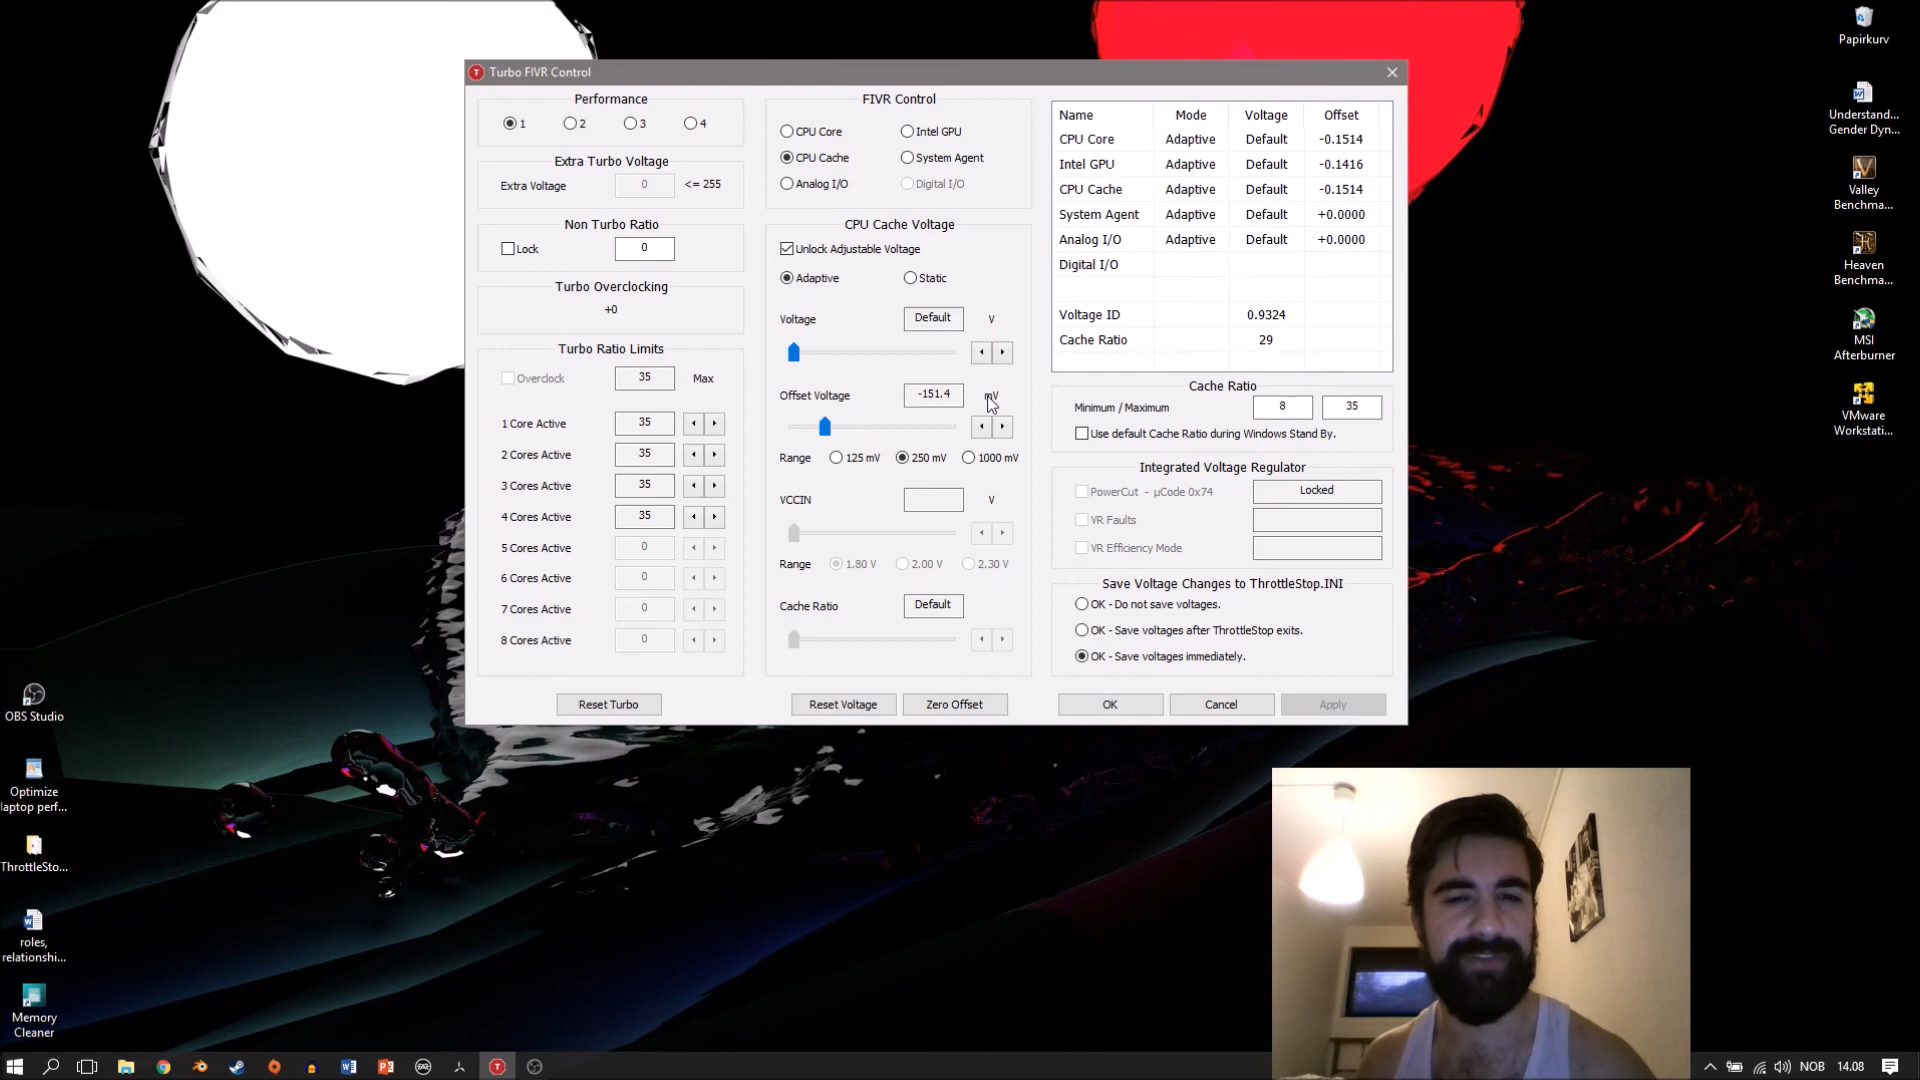 Turbo FIVR Control
Performance
1 2 3 4
Extra Turbo Voltage
Extra Voltage 0 <= 255
Non Turbo Ratio
Lock 0
Turbo Overclocking
+0
Turbo Ratio Limits
Overclock 35 Max
1 Core Active 35
2 Cores Active 35
3 Cores Active 35
4 Cores Active 35
5 Cores Active 0
6 Cores Active 0
7 Cores Active 0
8 Cores Active 0
Reset Turbo
FIVR Control
CPU Core Intel GPU
CPU Cache System Agent
Analog I/O Digital I/O
CPU Cache Voltage
Unlock Adjustable Voltage
Adaptive Static
Voltage Default V
Offset Voltage -151.4 mV
Range 125 mV 250 mV 1000 mV
VCCIN V
Range 1.80 V 2.00 V 2.30 V
Cache Ratio Default
Reset Voltage Zero Offset
Name Mode Voltage Offset
CPU Core Adaptive Default -0.1514
Intel GPU Adaptive Default -0.1416
CPU Cache Adaptive Default -0.1514
System Agent Adaptive Default +0.0000
Analog I/O Adaptive Default +0.0000
Digital I/O
Voltage ID 0.9324
Cache Ratio 29
Cache Ratio
Minimum / Maximum 8 35
Use default Cache Ratio during Windows Stand By.
Integrated Voltage Regulator
PowerCut - µCode 0x74 Locked
VR Faults
VR Efficiency Mode
Save Voltage Changes to ThrottleStop.INI
OK - Do not save voltages.
OK - Save voltages after ThrottleStop exits.
OK - Save voltages immediately.
OK Cancel Apply
Papirkurv
Understand...
Gender Dyn...
Valley
Benchma...
Heaven
Benchma...
MSI
Afterburner
VMware
Workstati...
OBS Studio
Optimize
laptop perf...
ThrottleSto...
roles,
relationshi...
Memory
Cleaner
NOB 14.08